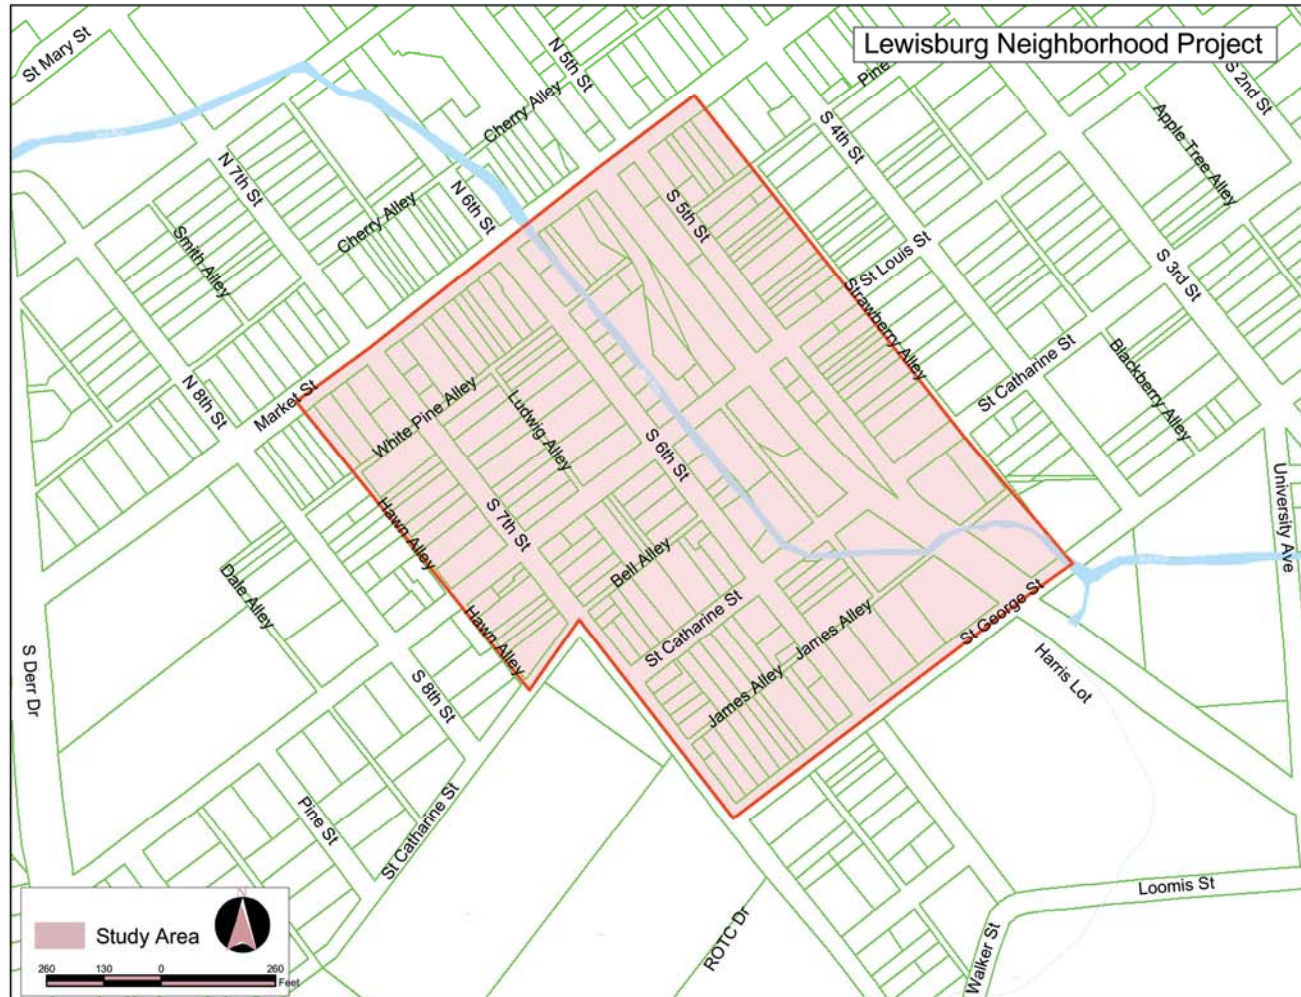 Lewisburg Neighborhood Project
St Mary St
N 5th St
Pine
S 2nd St
Cherry Alley
S 4th St
Apple Tree Alley
N 7th St
N 6th St
Cherry Alley
S 5th St
Smith Alley
St Louis St
S 3rd St
Strawberry Alley
N 8th St
Market St
White Pine Alley
Ludwig Alley
St Catharine St
Blackberry Alley
S 6th St
University Ave
Hawn Alley
S 7th St
Bell Alley
Dale Alley
Hawn Alley
St Catharine St
James Alley
St George St
S Derr Dr
S 8th St
James Alley
Harris Lot
Pine St
St Catharine St
Loomis St
ROTC Dr
Walker St
N
Study Area
260 130 0 260
Feet